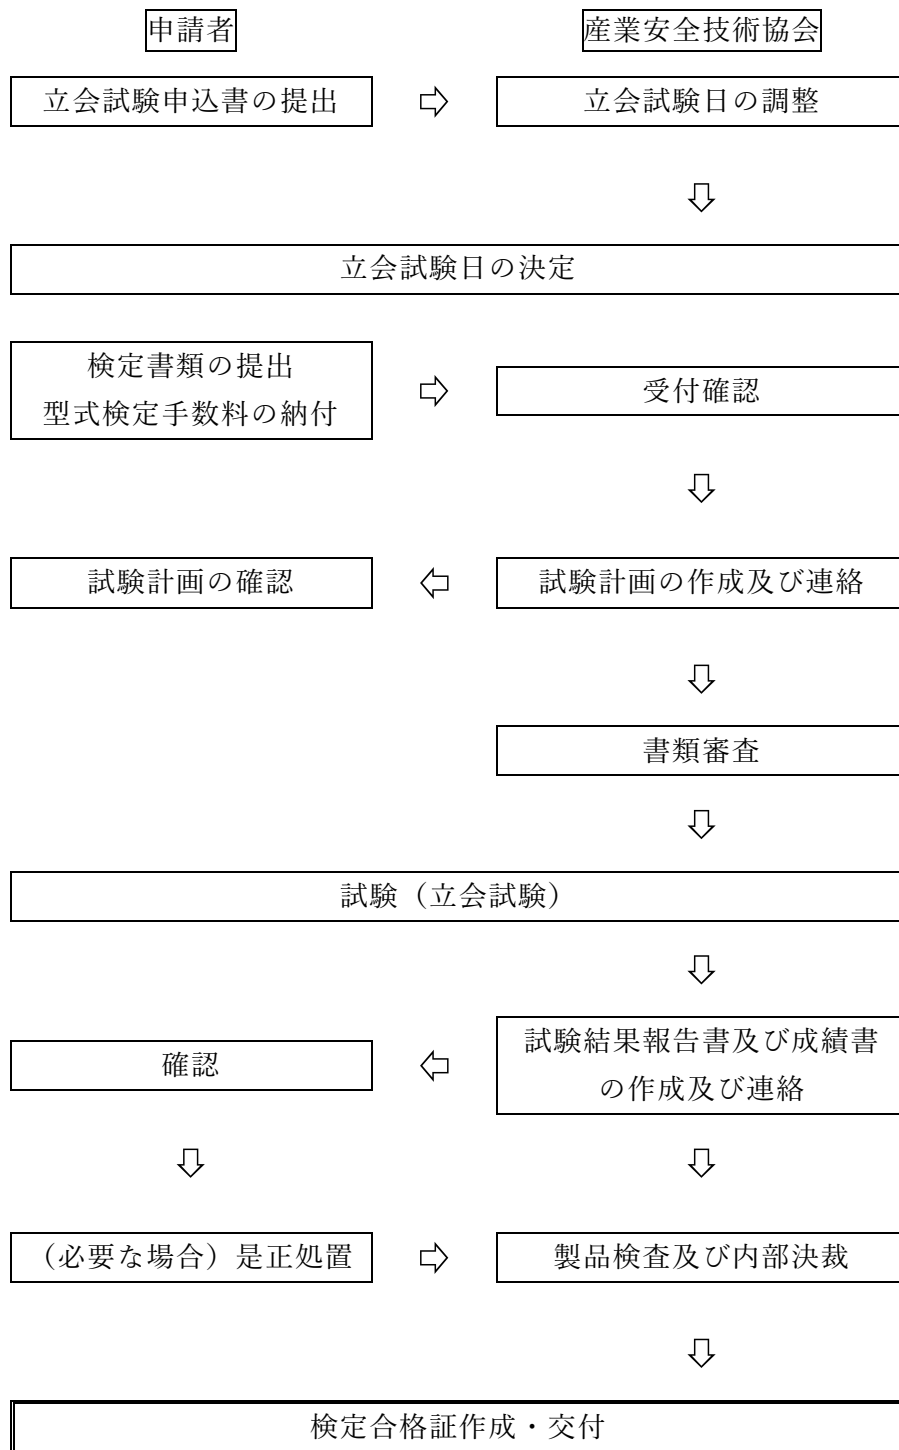 申請者
産業安全技術協会
立会試験申込書の提出
立会試験日の調整
立会試験日の決定
検定書類の提出
型式検定手数料の納付
受付確認
試験計画の確認
試験計画の作成及び連絡
書類審査
試験（立会試験）
確認
試験結果報告書及び成績書
の作成及び連絡
（必要な場合）是正処置
製品検査及び内部決裁
検定合格証作成・交付